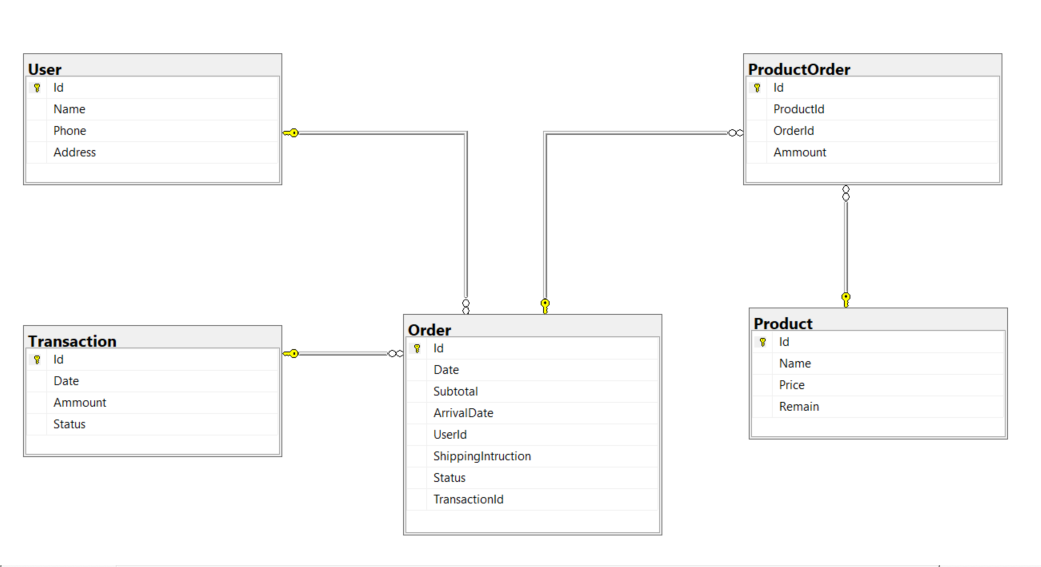 User
Id
Name
Phone
Address
ProductOrder
Id
ProductId
OrderId
Ammount
Transaction
Id
Date
Ammount
Status
Order
Id
Date
Subtotal
ArrivalDate
UserId
ShippingIntruction
Status
TransactionId
Product
Id
Name
Price
Remain